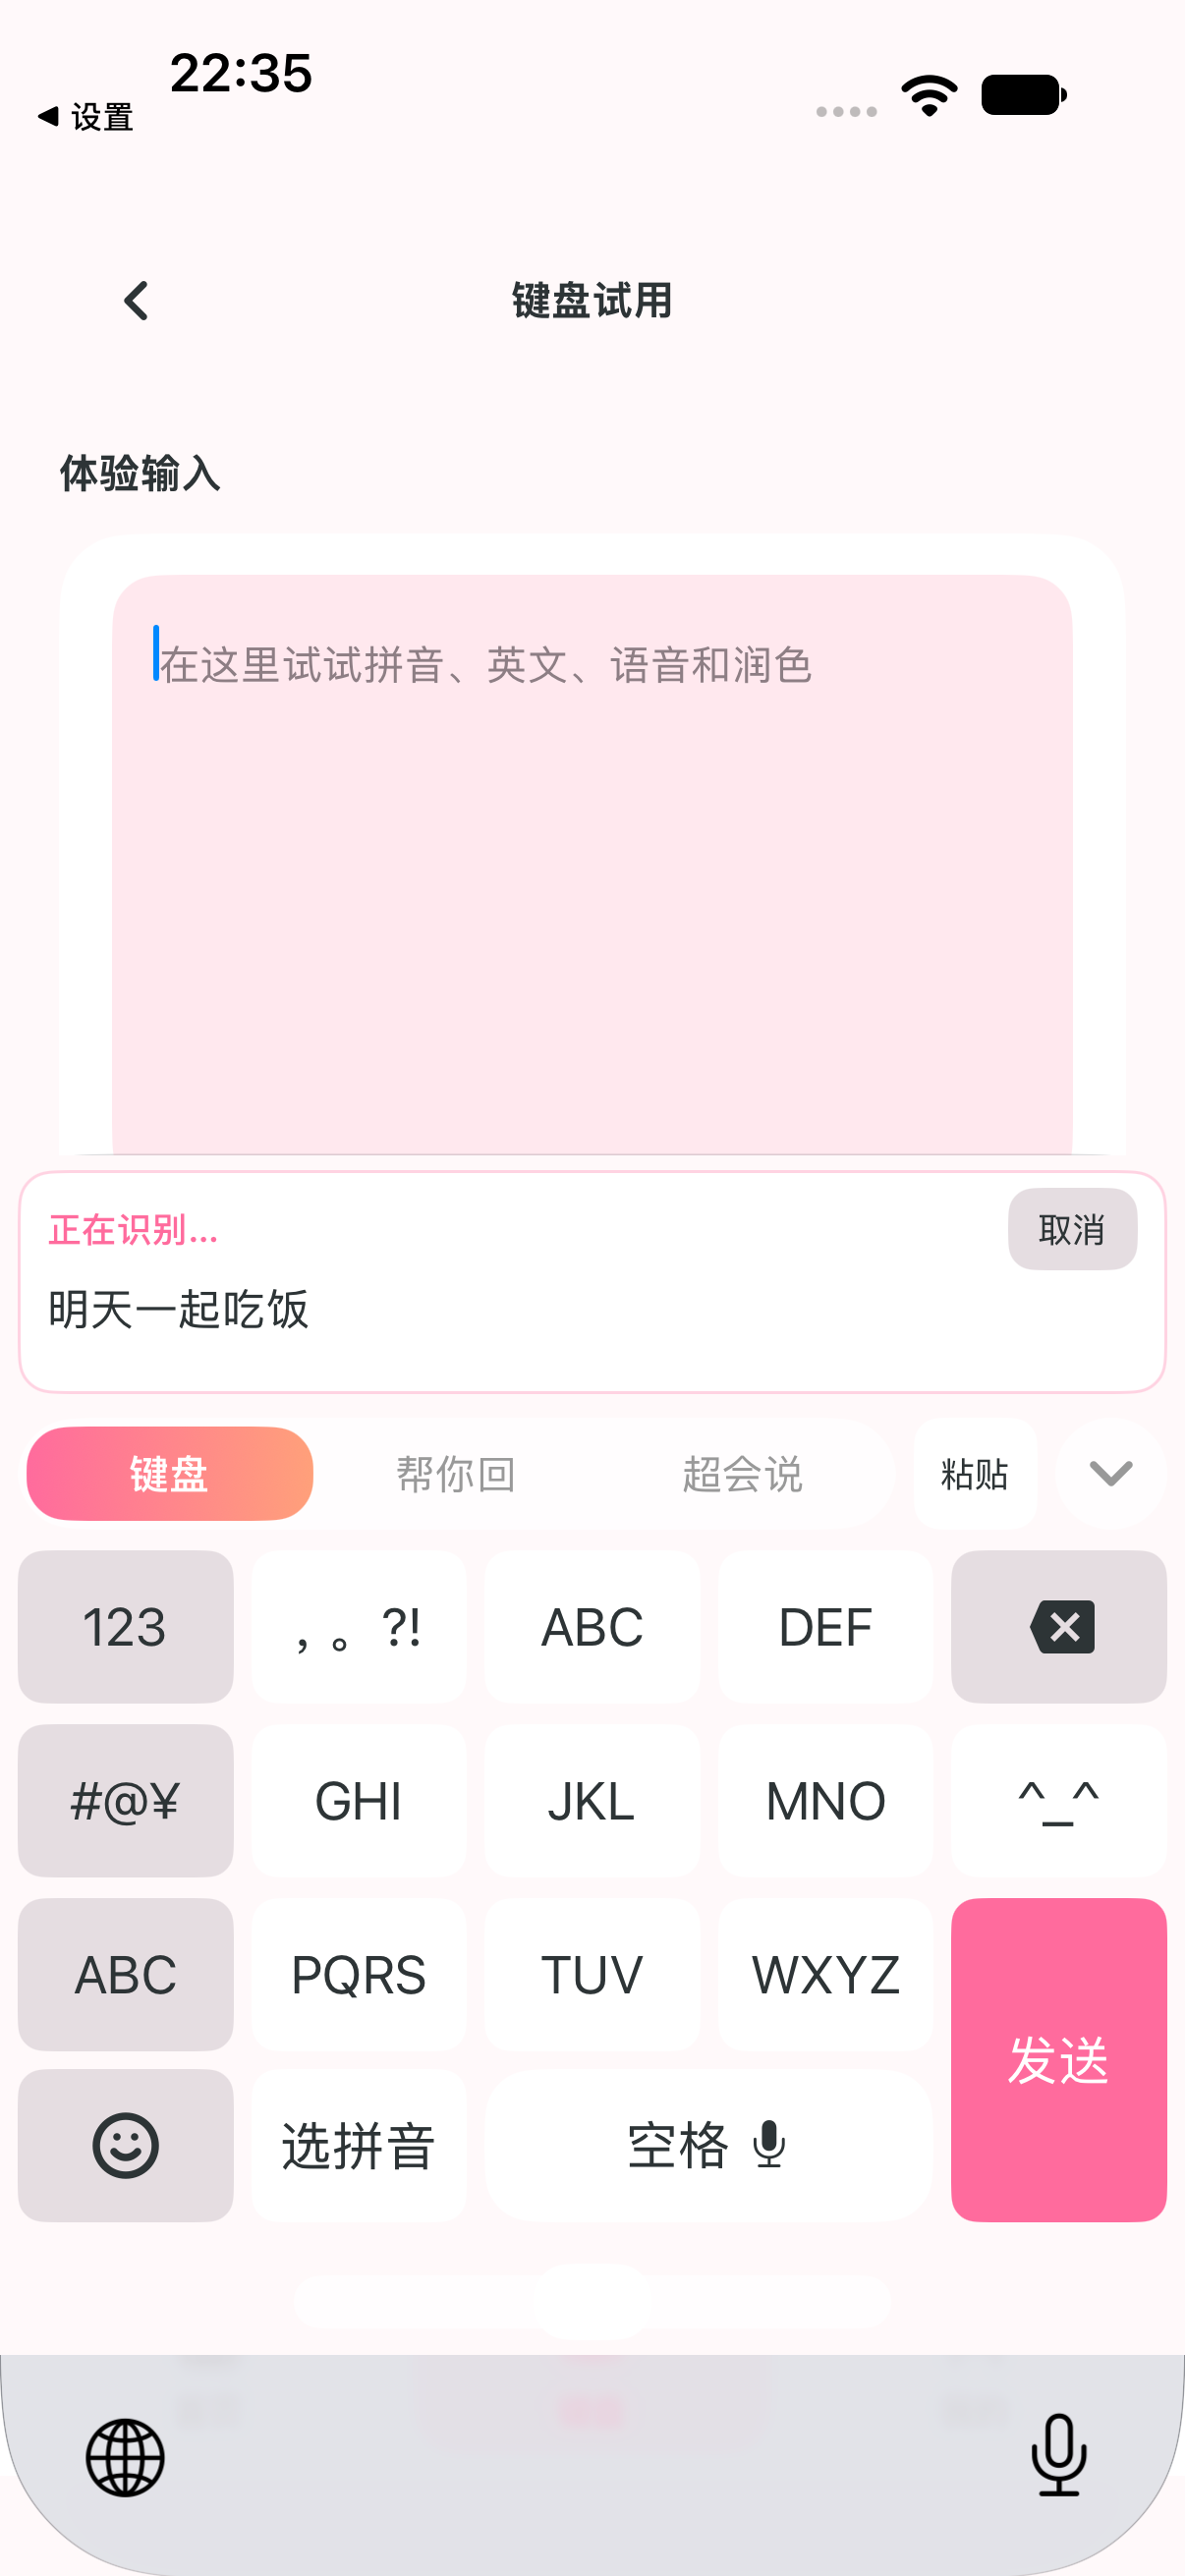 22:35
设置
键盘试用
体验输入
在这里试试拼音、英文、语音和润色
正在识别...
取消
明天一起吃饭
键盘 帮你回 超会说 粘贴
123 ，。?! ABC DEF
#@¥ GHI JKL MNO ^_^
ABC PQRS TUV WXYZ
发送
选拼音 空格